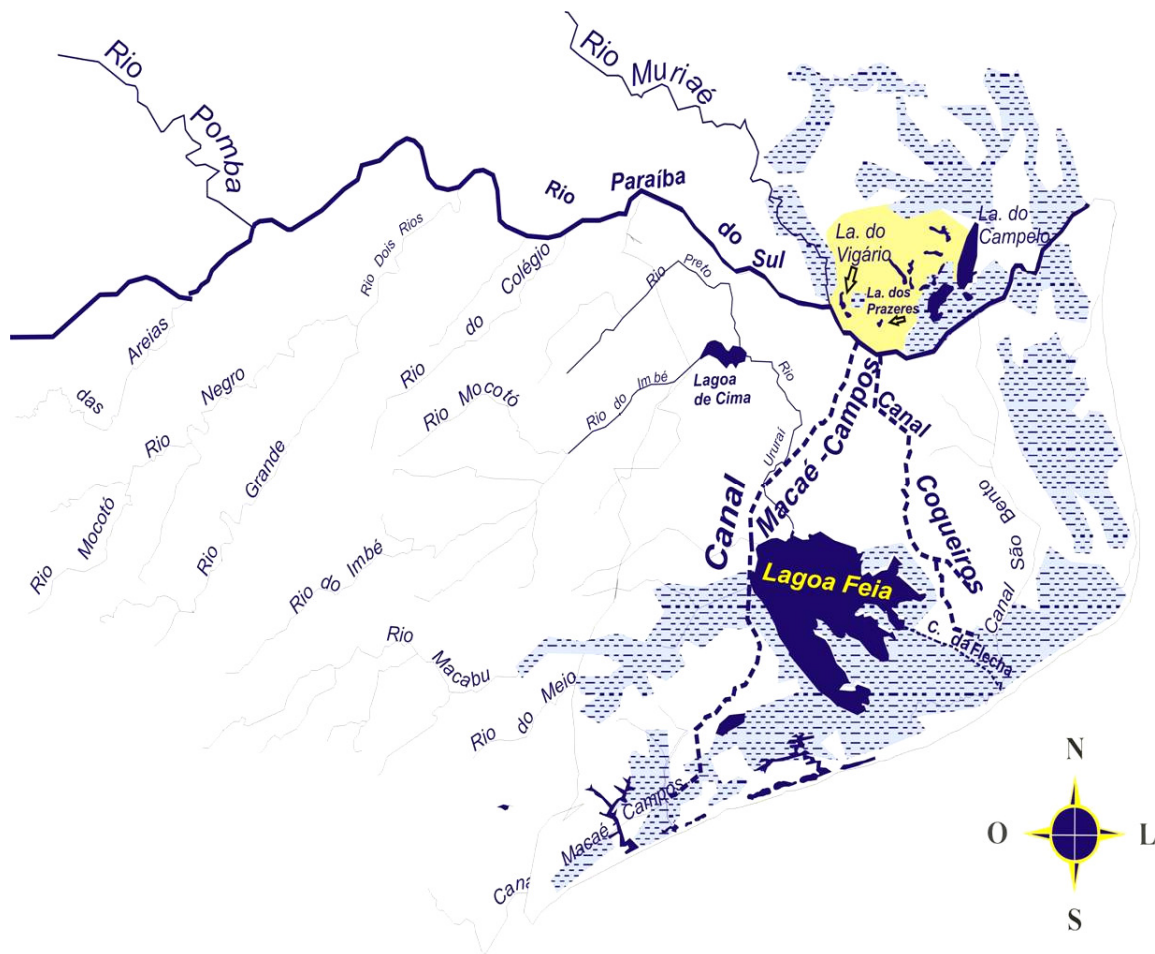 Rio Pomba
Rio Muriaé
Rio Paraíba do Sul
La. do Campelo
La. do Vigário
La. dos Prazeres
Rio Dois Rios
Rio do Colégio
Rio Preto
das Areias
Rio Negro
Rio Mocotó
Rio do Imbé
Lagoa de Cima
Rio Ururaí
Canal Macaé Campos
Canal Coqueiros
Rio Mocotó
Rio Grande
Rio do Imbé
Canal São Bento
Lagoa Feia
C. da Flecha
Rio Macabu
Rio do Meio
Cana Macaé Campos
N
O
L
S